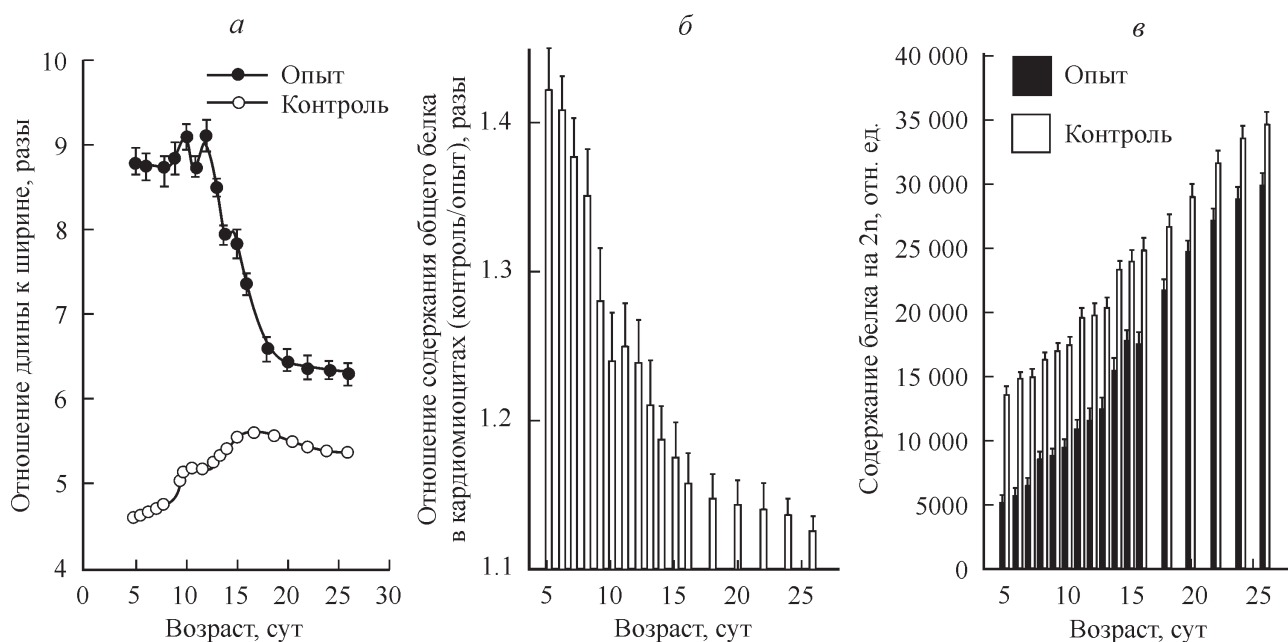 а
Отношение длины к ширине, разы
10
9
8
7
6
5
4
Опыт
Контроль
0 5 10 15 20 25 30
Возраст, сут
б
Отношение содержания общего белка
в кардиомиоцитах (контроль/опыт), разы
1.4
1.3
1.2
1.1
5 10 15 20 25
Возраст, сут
в
Содержание белка на 2n, отн. ед.
40 000
35 000
30 000
25 000
20 000
15 000
10 000
5000
0
Опыт
Контроль
5 10 15 20 25
Возраст, сут